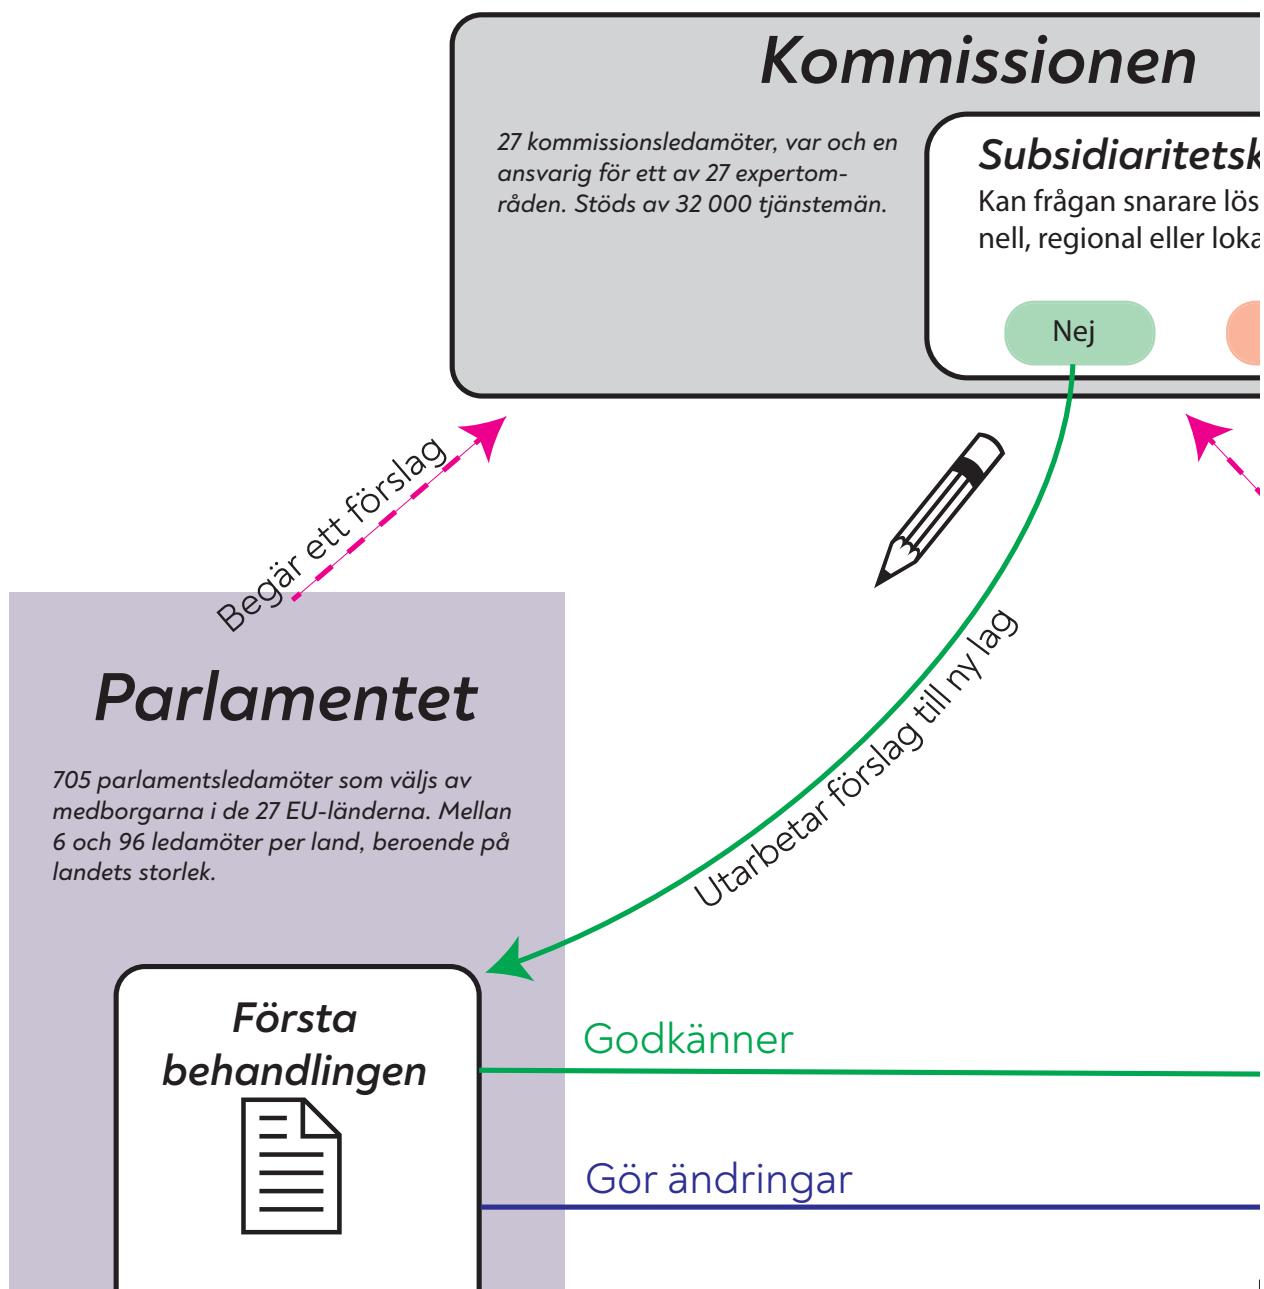 Kommissionen
27 kommissionsledamöter, var och en
ansvarig för ett av 27 expertom-
råden. Stöds av 32 000 tjänstemän.
Subsidiaritetsk
Kan frågan snarare lös
nell, regional eller loka
Nej
Begär ett förslag
Utarbetar förslag till ny lag
Parlamentet
705 parlamentsledamöter som väljs av
medborgarna i de 27 EU-länderna. Mellan
6 och 96 ledamöter per land, beroende på
landets storlek.
Första
behandlingen
Godkänner
Gör ändringar